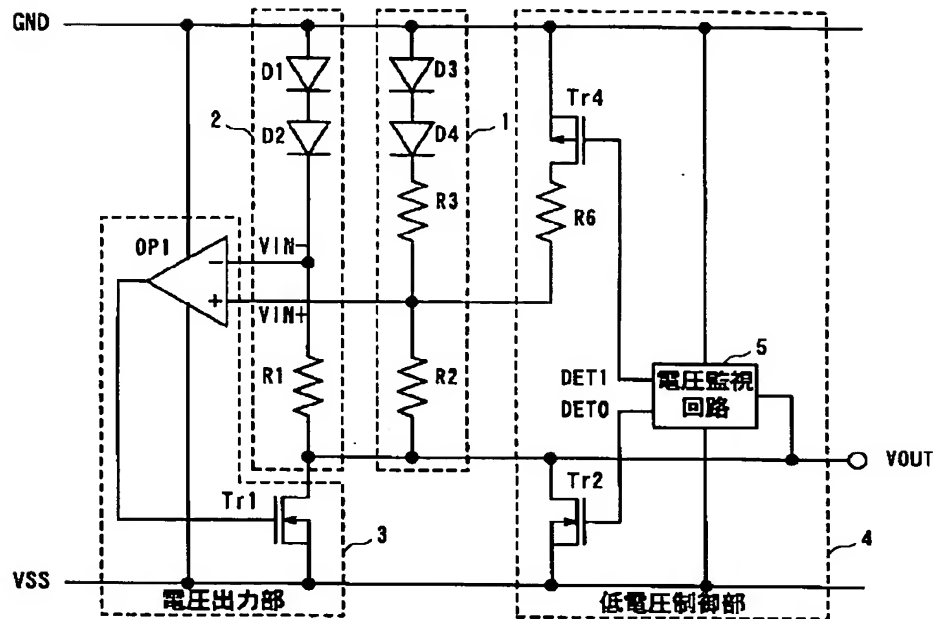 GND
D1
D3
Tr4
2
1
D2
D4
R3
R6
OP1
VIN-
-
+
VIN+
5
R1
R2
DET1
電圧監視
回路
DET0
VOUT
Tr1
Tr2
3
4
VSS
電圧出力部
低電圧制御部